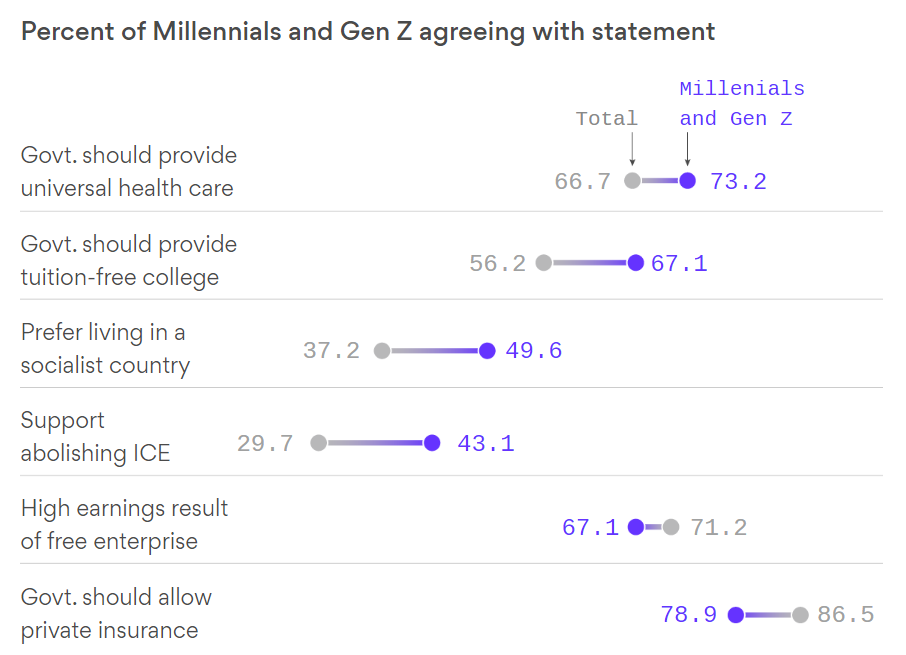 Percent of Millennials and Gen Z agreeing with statement
Millenials
Total and Gen Z
Govt. should provide
universal health care
66.7 73.2
Govt. should provide
tuition-free college
56.2 67.1
Prefer living in a
socialist country
37.2 49.6
Support
abolishing ICE
29.7 43.1
High earnings result
of free enterprise
67.1 71.2
Govt. should allow
private insurance
78.9 86.5